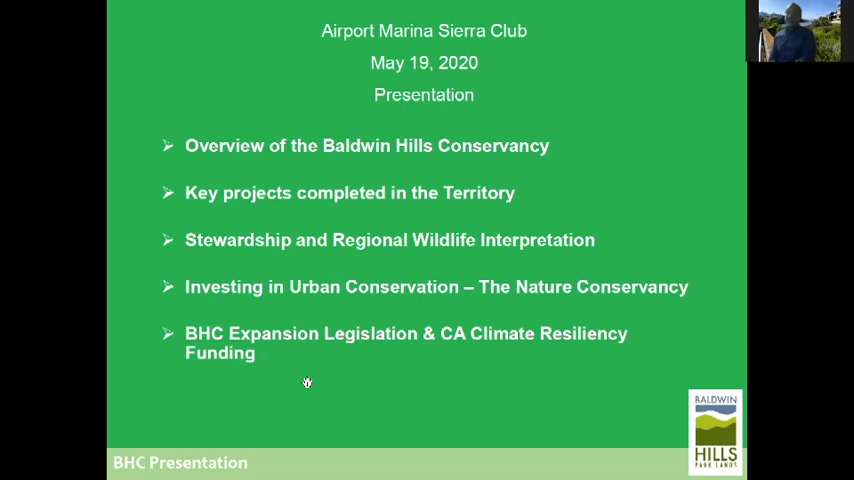 Airport Marina Sierra Club
May 19, 2020
Presentation
Overview of the Baldwin Hills Conservancy
Key projects completed in the Territory
Stewardship and Regional Wildlife Interpretation
Investing in Urban Conservation – The Nature Conservancy
BHC Expansion Legislation & CA Climate Resiliency
Funding
BALDWIN
HILLS
PARK LANDS
BHC Presentation